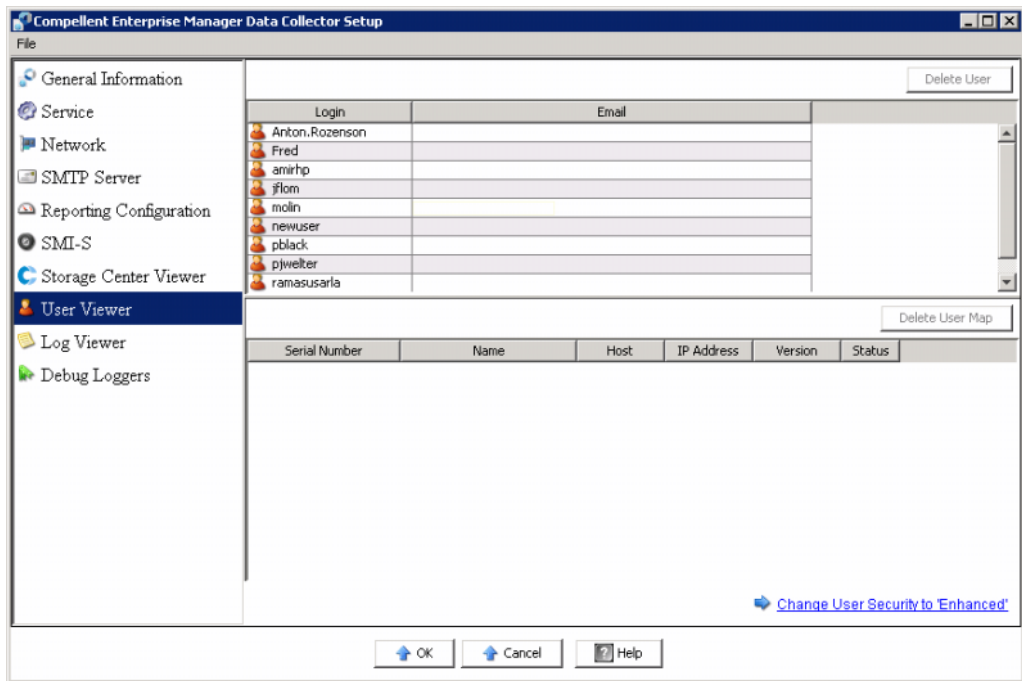 Compellent Enterprise Manager Data Collector Setup
File
General Information
Service
Network
SMTP Server
Reporting Configuration
SMI-S
Storage Center Viewer
User Viewer
Log Viewer
Debug Loggers
Delete User
Login Email
Anton.Rozenson
Fred
amirhp
jflom
molin
newuser
pblack
pjwelter
ramasusarla
Delete User Map
Serial Number Name Host IP Address Version Status
Change User Security to 'Enhanced'
OK Cancel ? Help